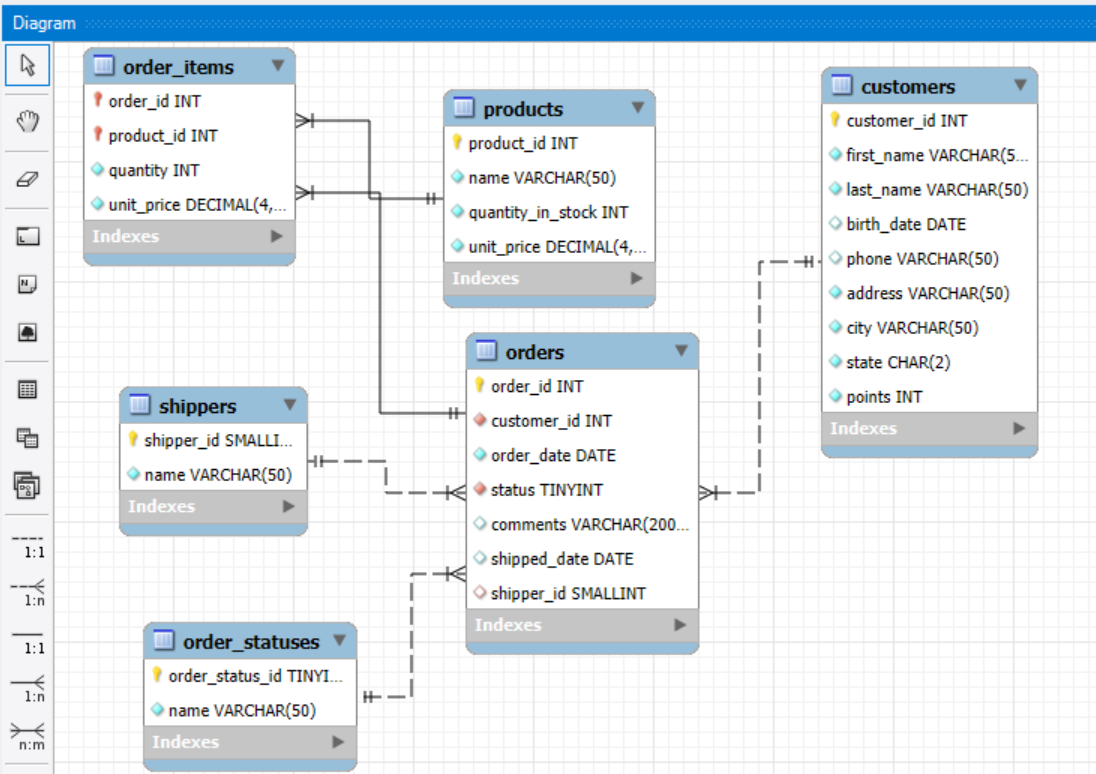 Diagram
order_items
order_id INT
product_id INT
quantity INT
unit_price DECIMAL(4,...
Indexes
products
product_id INT
name VARCHAR(50)
quantity_in_stock INT
unit_price DECIMAL(4,...
Indexes
customers
customer_id INT
first_name VARCHAR(5...
last_name VARCHAR(50)
birth_date DATE
phone VARCHAR(50)
address VARCHAR(50)
city VARCHAR(50)
state CHAR(2)
points INT
Indexes
orders
order_id INT
customer_id INT
order_date DATE
status TINYINT
comments VARCHAR(200...
shipped_date DATE
shipper_id SMALLINT
Indexes
shippers
shipper_id SMALLI...
name VARCHAR(50)
Indexes
order_statuses
order_status_id TINYI...
name VARCHAR(50)
Indexes
1:1
1:n
1:1
1:n
n:m